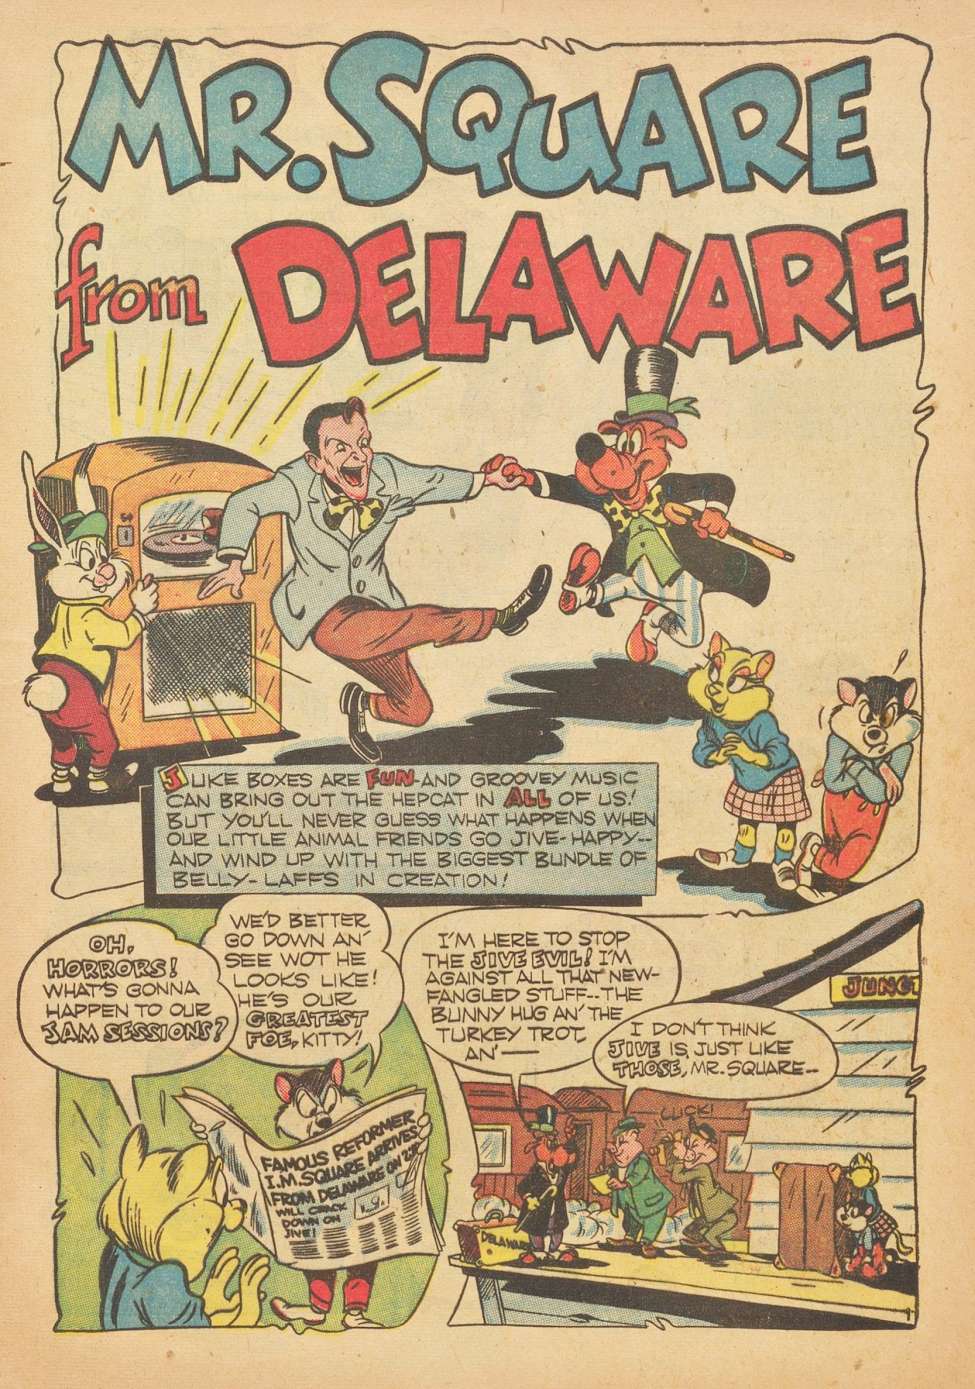 MR. SQUARE
from DELAWARE
JUKE BOXES ARE FUN-AND GROOVEY MUSIC
CAN BRING OUT THE HEPCAT IN ALL OF US!
BUT YOU'LL NEVER GUESS WHAT HAPPENS WHEN
OUR LITTLE ANIMAL FRIENDS GO JIVE-HAPPY--
AND WIND UP WITH THE BIGGEST BUNDLE OF
BELLY-LAFFS IN CREATION!
OH,
HORRORS!
WHAT'S GONNA
HAPPEN TO OUR
JAM SESSIONS?
WE'D BETTER
GO DOWN AN'
SEE WOT HE
LOOKS LIKE!
HE'S OUR
GREATEST
FOE, KITTY!
FAMOUS REFORMER
I.M. SQUARE ARRIVES
FROM DELAWARE ON
WILL CRACK
DOWN ON
JIVE!
I'M HERE TO STOP
THE JIVE EVIL! I'M
AGAINST ALL THAT NEW-
FANGLED STUFF--THE
BUNNY HUG AN' THE
TURKEY TROT,
AN'—
I DON'T THINK
JIVE IS JUST LIKE
THOSE, MR. SQUARE--
JUNC
CLICK!
DELAWARE